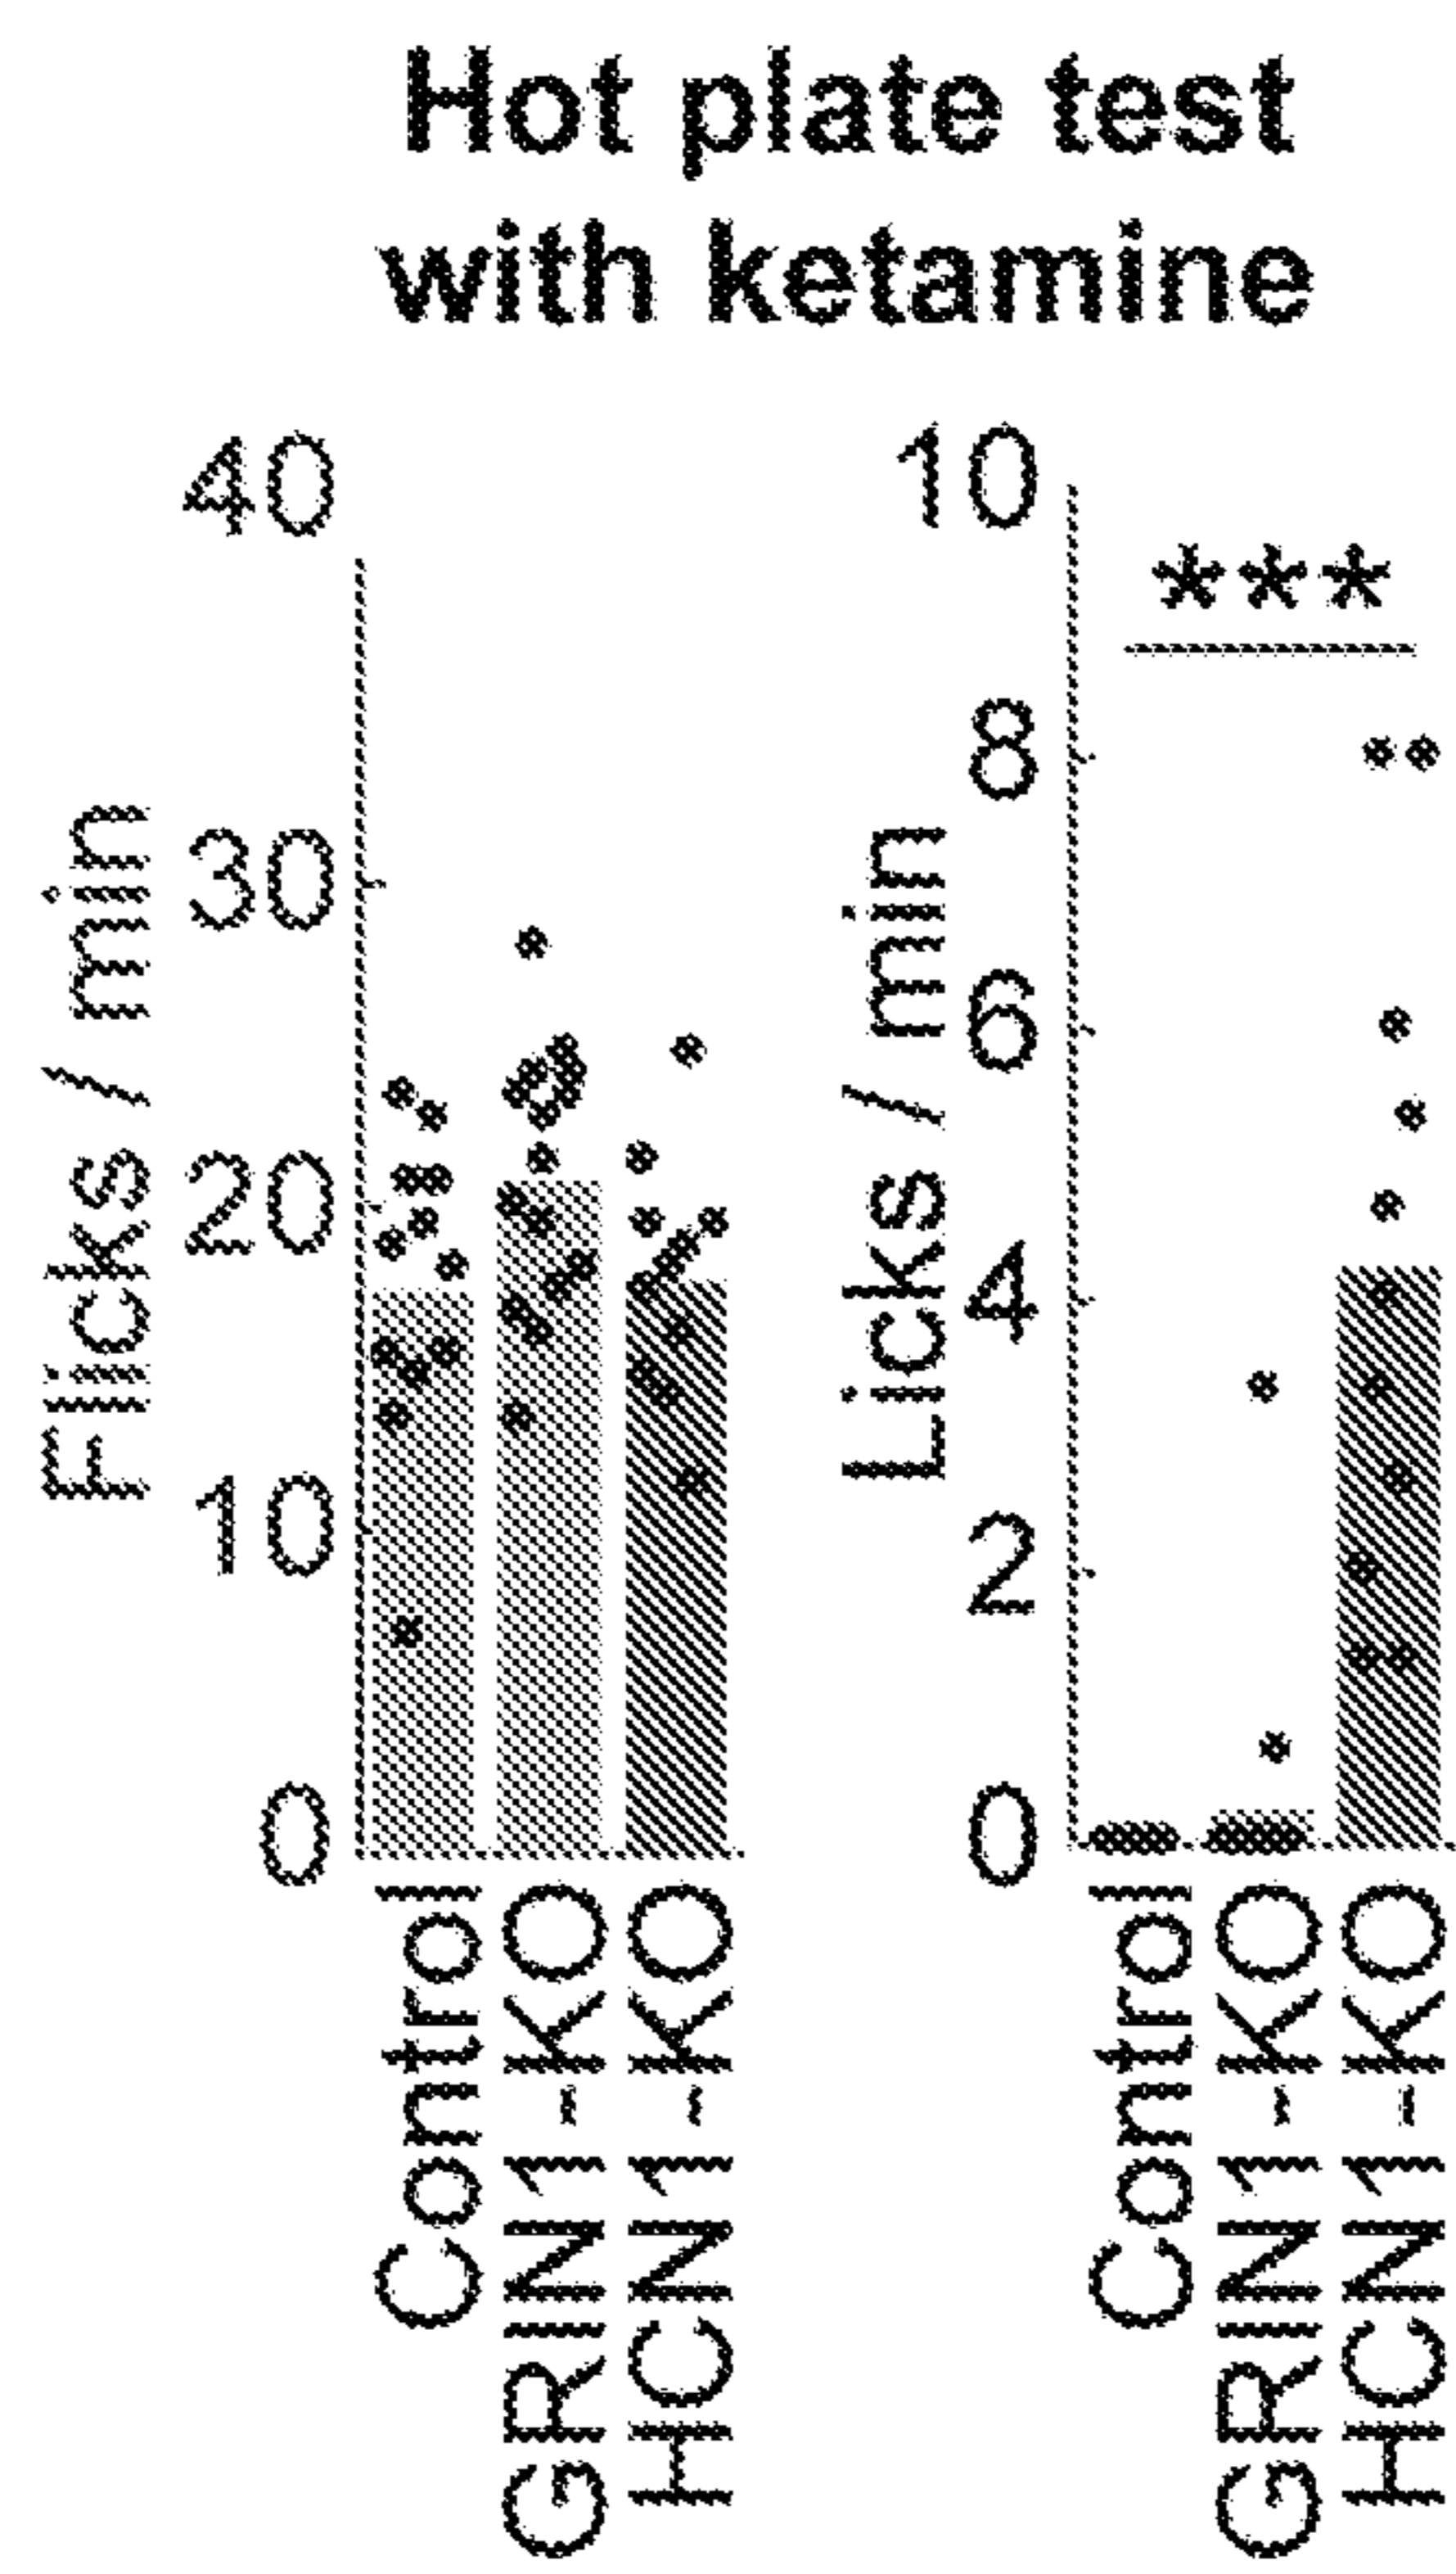 Hot plate test
with ketamine
Flicks / min
40
30
20
10
0
Control
GRIN1-KO
HCN1-KO
Licks / min
10
8
6
4
2
0
***
Control
GRIN1-KO
HCN1-KO